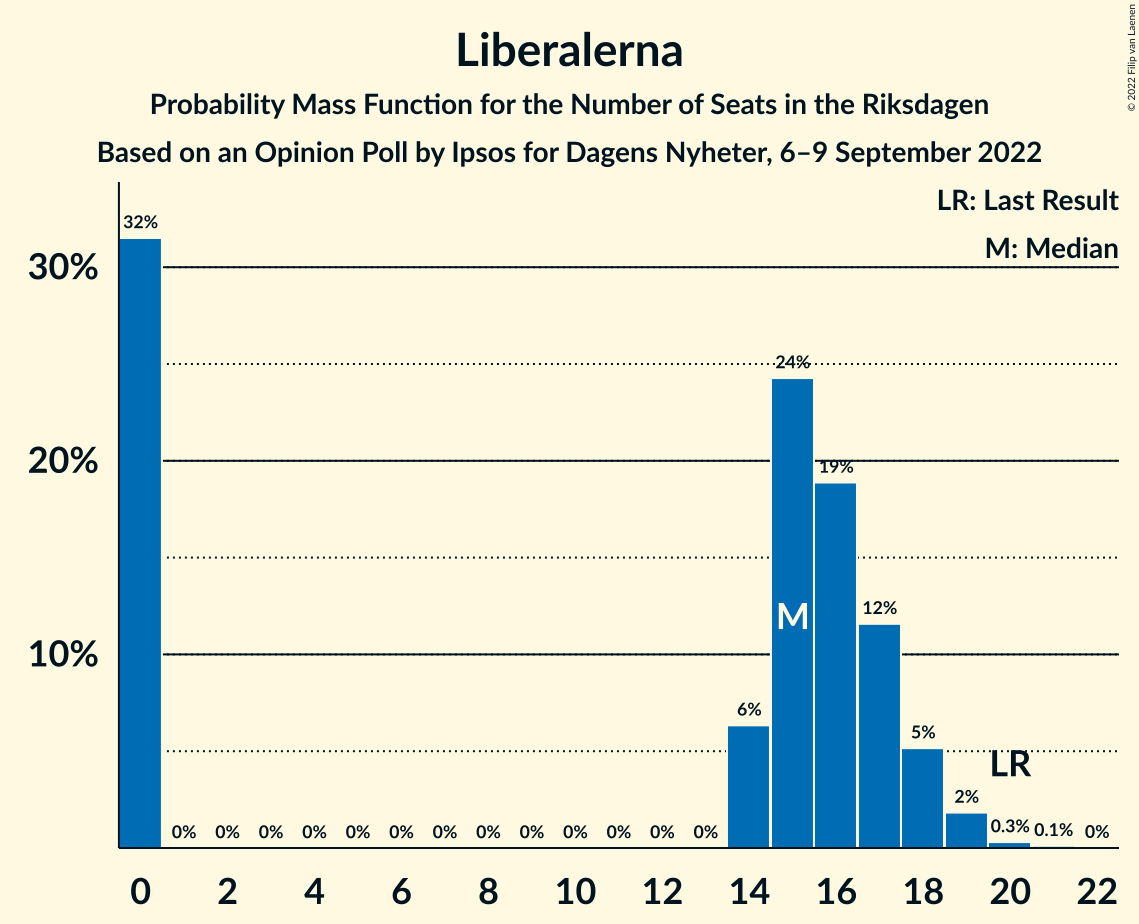 © 2022 Filip van Laenen
Liberalerna
Probability Mass Function for the Number of Seats in the Riksdagen
Based on an Opinion Poll by Ipsos for Dagens Nyheter, 6–9 September 2022
LR: Last Result
M: Median
30%
20%
10%
32%
0%
0%
0%
0%
0%
0%
0%
0%
0%
0%
0%
0%
0%
6%
24%
19%
12%
5%
2%
0.3%
0.1%
0%
M
LR
0 2 4 6 8 10 12 14 16 18 20 22